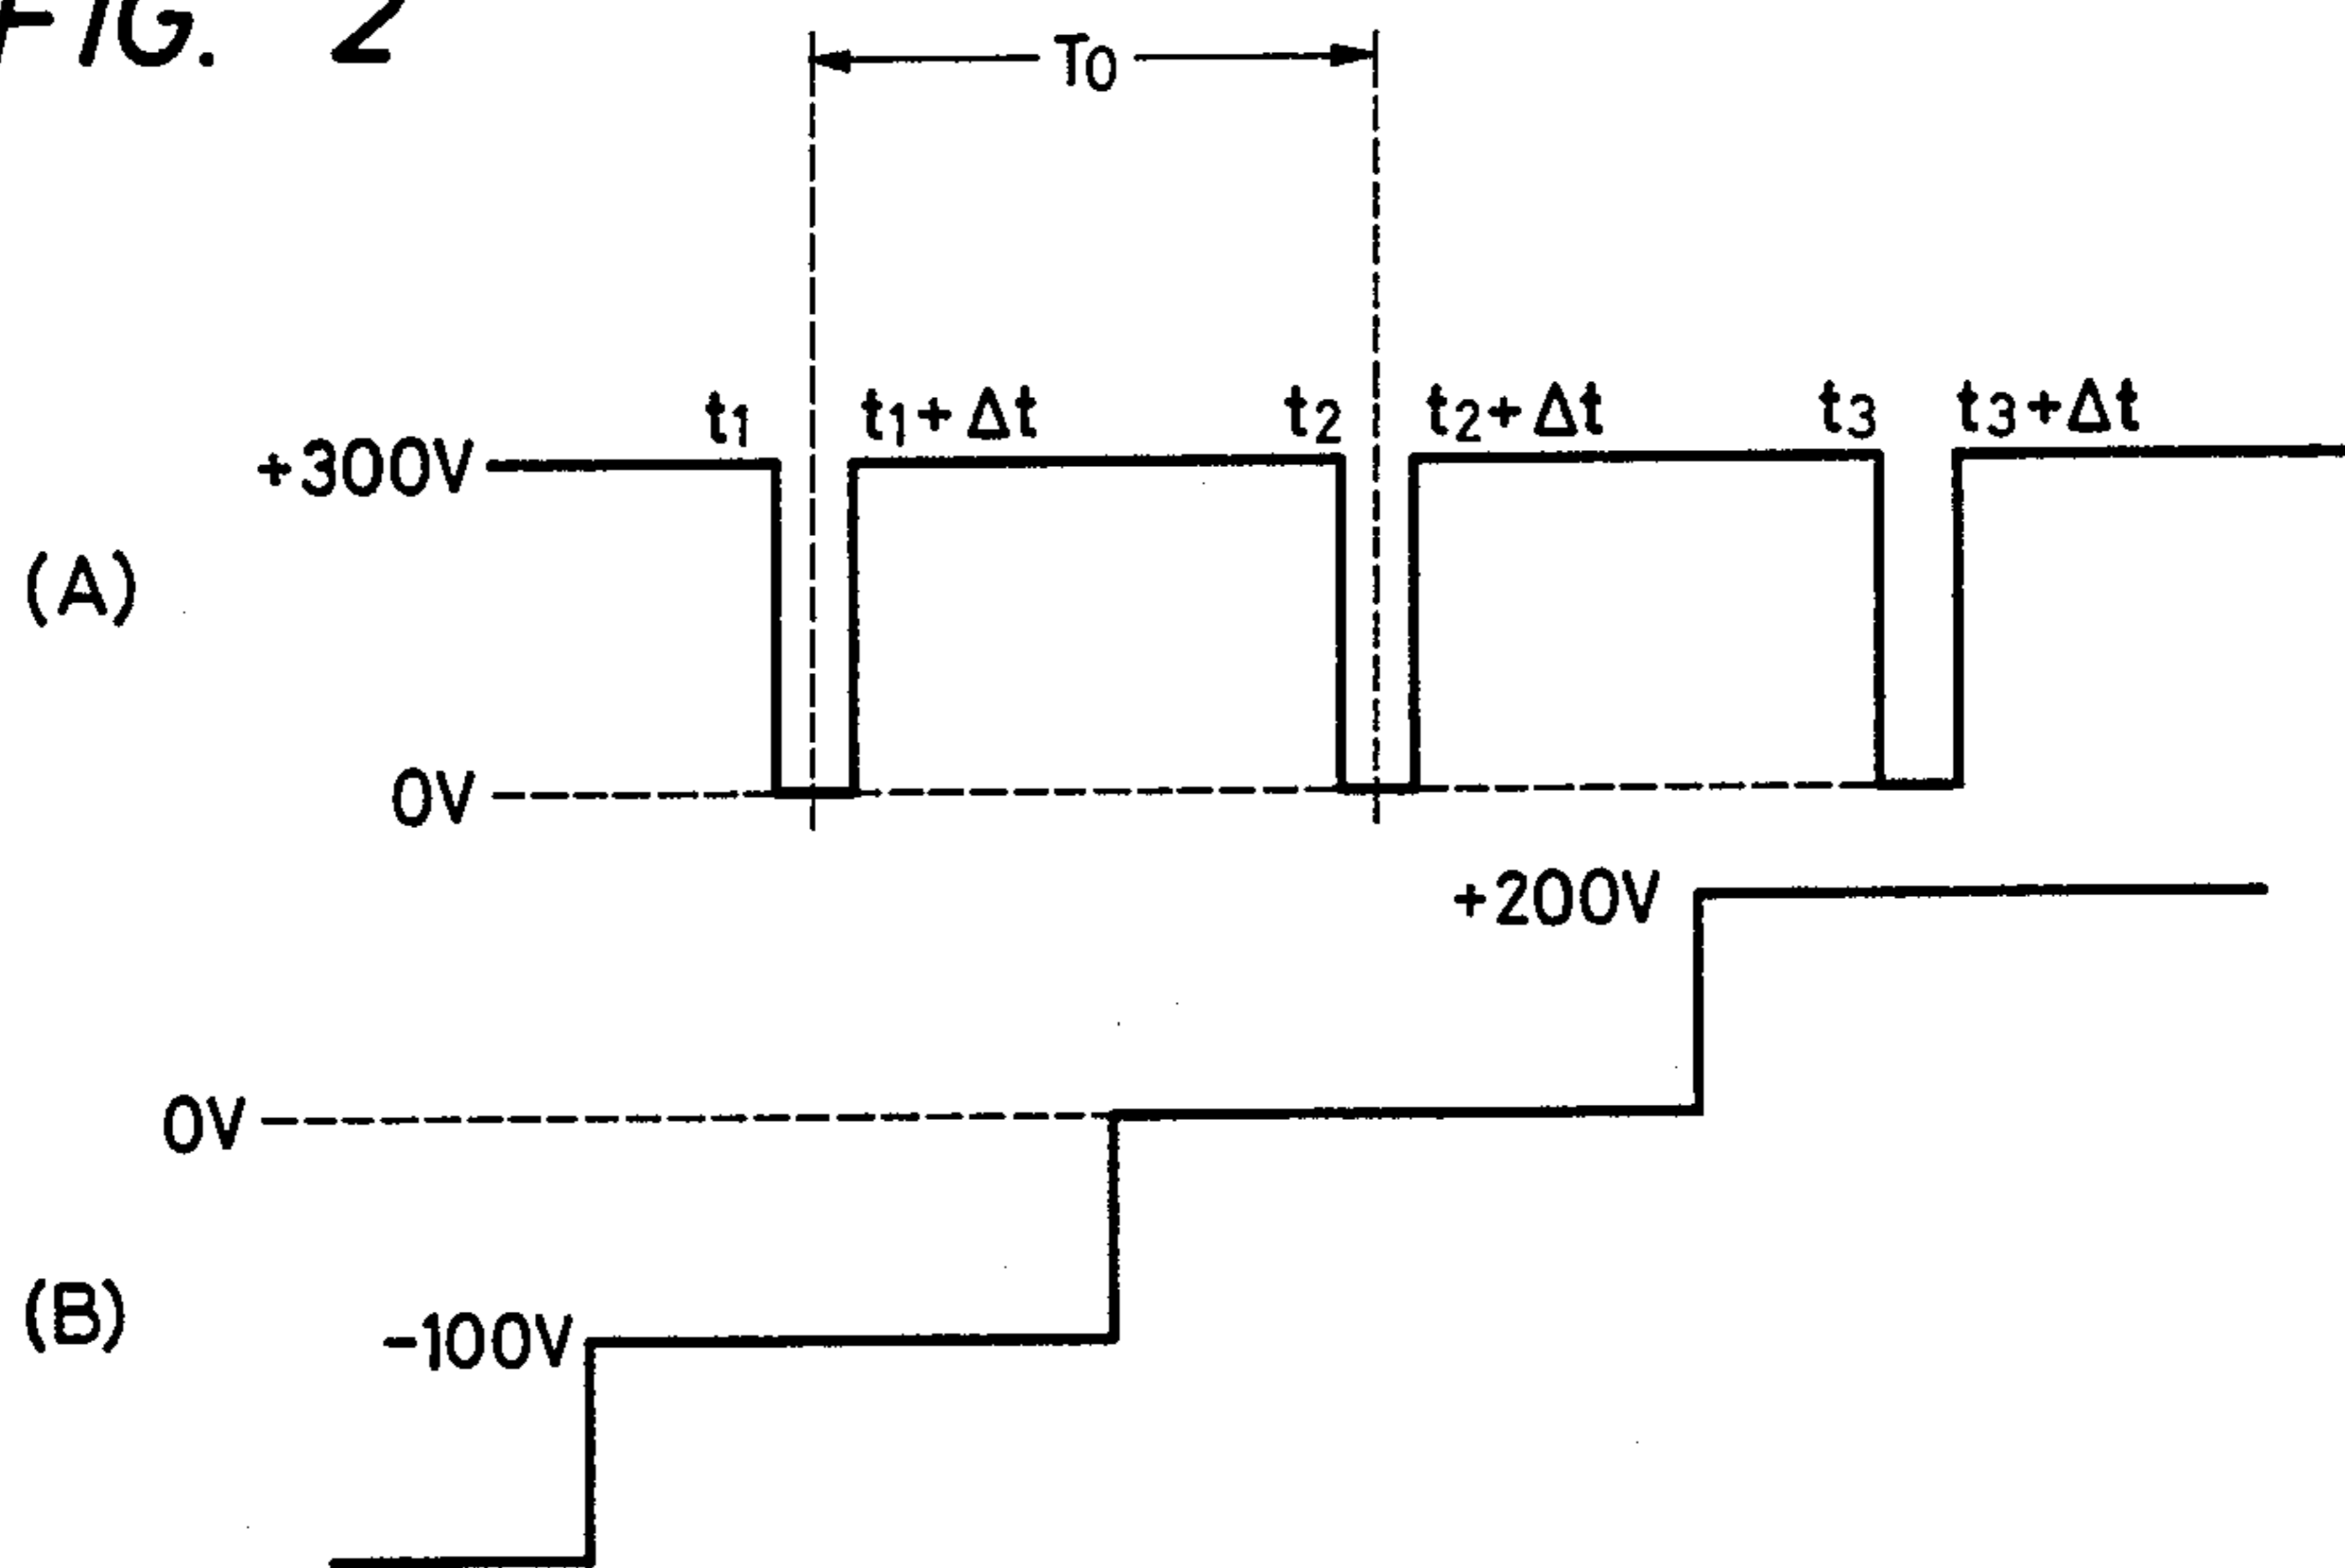 FIG. 2
T0
t1 t1+Δt t2 t2+Δt t3 t3+Δt
+300V
(A)
0V
+200V
0V
(B)
-100V